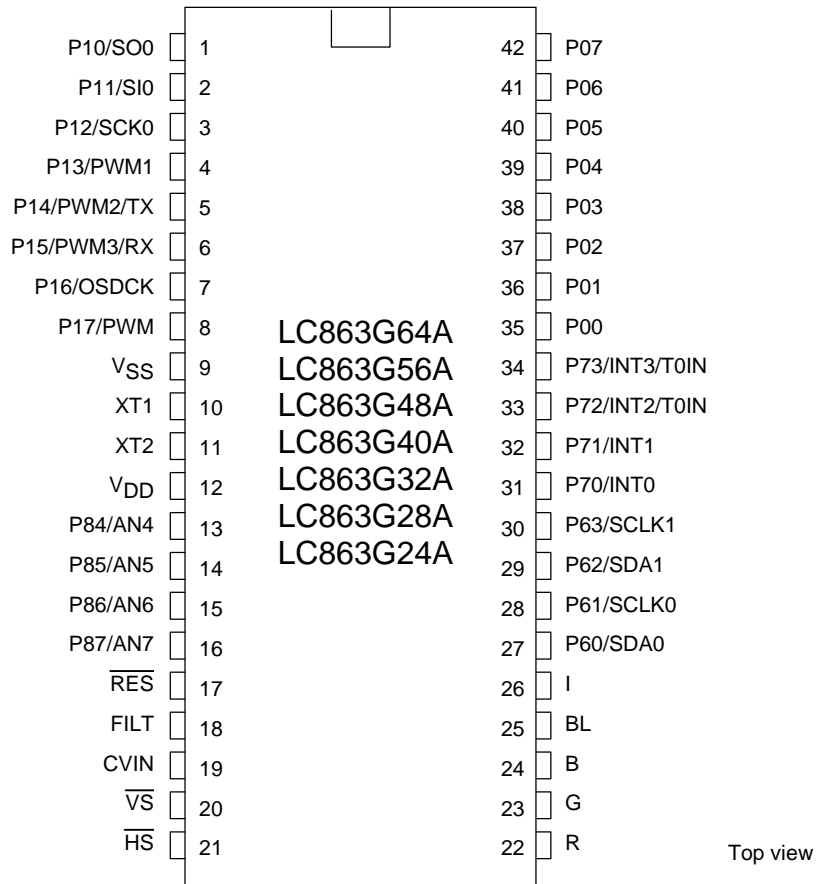 P10/SO0 1 42 P07
P11/SI0 2 41 P06
P12/SCK0 3 40 P05
P13/PWM1 4 39 P04
P14/PWM2/TX 5 38 P03
P15/PWM3/RX 6 37 P02
P16/OSDCK 7 36 P01
P17/PWM 8 LC863G64A 35 P00
VSS 9 LC863G56A 34 P73/INT3/T0IN
XT1 10 LC863G48A 33 P72/INT2/T0IN
XT2 11 LC863G40A 32 P71/INT1
VDD 12 LC863G32A 31 P70/INT0
P84/AN4 13 LC863G28A 30 P63/SCLK1
P85/AN5 14 LC863G24A 29 P62/SDA1
P86/AN6 15 28 P61/SCLK0
P87/AN7 16 27 P60/SDA0
RES 17 26 I
FILT 18 25 BL
CVIN 19 24 B
VS 20 23 G
HS 21 22 R
Top view